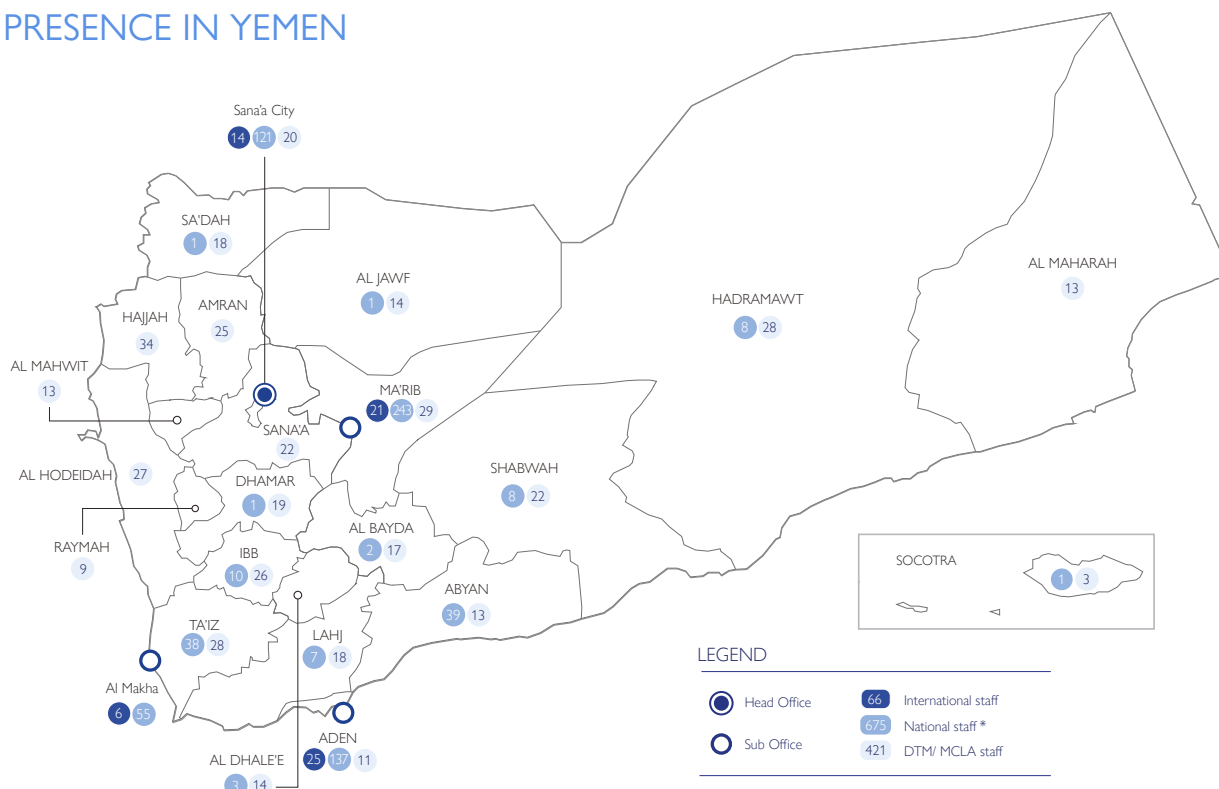 PRESENCE IN YEMEN
Sana'a City
14 121 20
SA'DAH
1 18
AL JAWF
1 14
HADRAMAWT
8 28
AL MAHARAH
13
HAJJAH
34
AMRAN
25
AL MAHWIT
13
MA'RIB
21 243 29
SANA'A
22
AL HODEIDAH 27
DHAMAR
1 19
SHABWAH
8 22
RAYMAH
9
AL BAYDA
2 17
IBB
10 26
SOCOTRA
1 3
ABYAN
39 13
TA'IZ
38 28
LAHJ
7 18
Al Makha
6 55
ADEN
25 137 11
AL DHALE'E
3 14
LEGEND
Head Office
Sub Office
66 International staff
675 National staff *
421 DTM/ MCLA staff